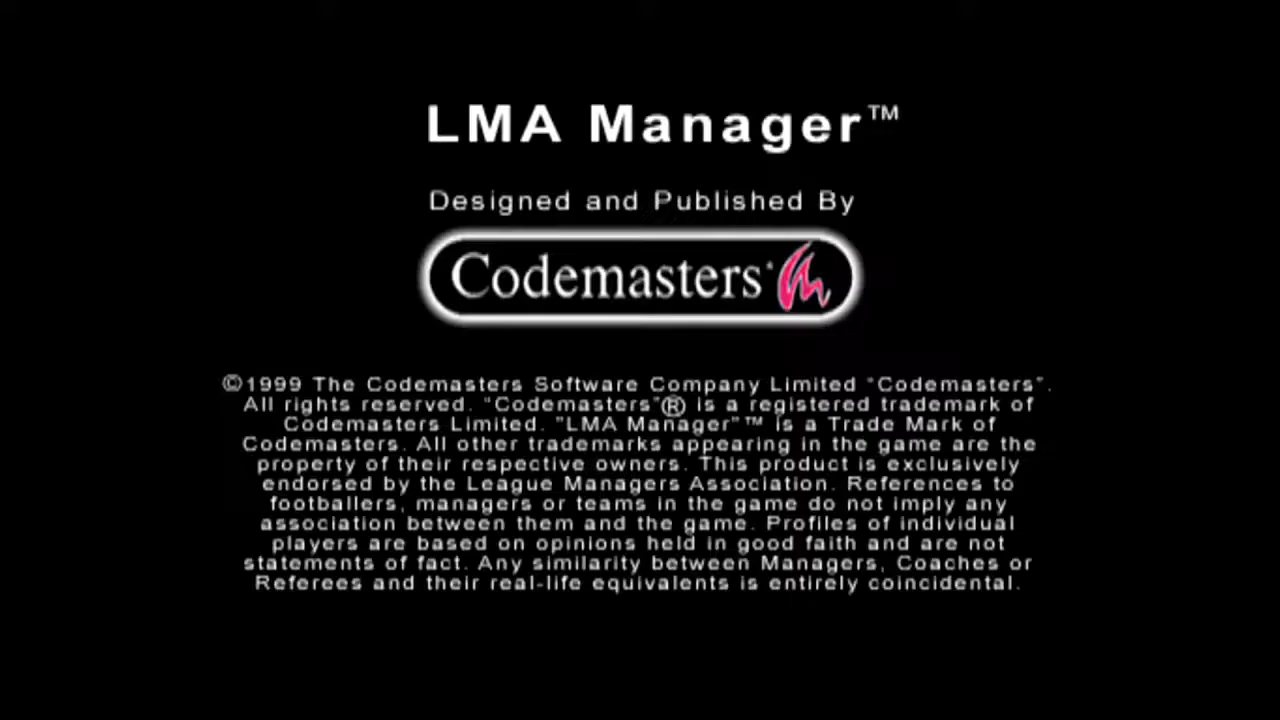 LMA Manager™
Designed and Published By
Codemasters®
©1999 The Codemasters Software Company Limited "Codemasters".
All rights reserved. "Codemasters"® is a registered trademark of
Codemasters Limited. "LMA Manager"™ is a Trade Mark of
Codemasters. All other trademarks appearing in the game are the
property of their respective owners. This product is exclusively
endorsed by the League Managers Association. References to
footballers, managers or teams in the game do not imply any
association between them and the game. Profiles of individual
players are based on opinions held in good faith and are not
statements of fact. Any similarity between Managers, Coaches or
Referees and their real-life equivalents is entirely coincidental.